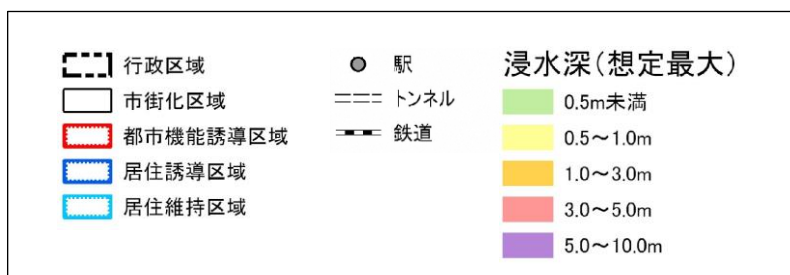 行政区域
市街化区域
都市機能誘導区域
居住誘導区域
居住維持区域
駅
トンネル
鉄道
浸水深(想定最大)
0.5m未満
0.5～1.0m
1.0～3.0m
3.0～5.0m
5.0～10.0m